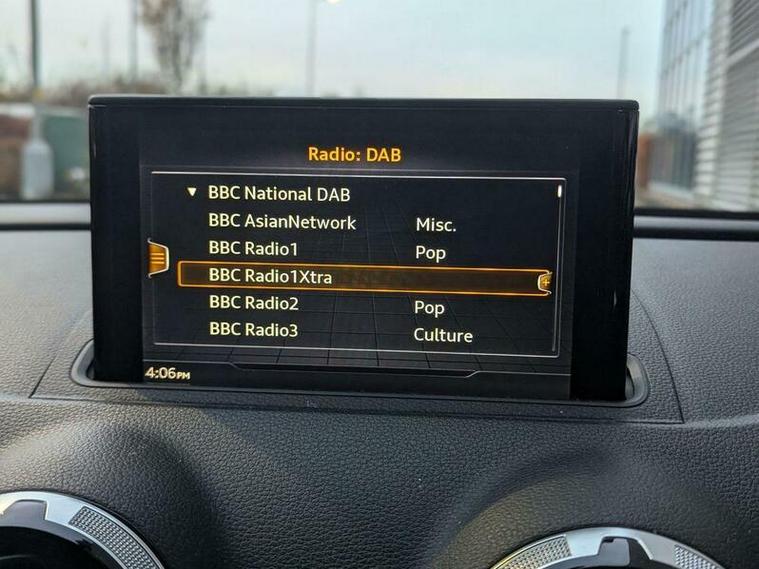 Radio: DAB
BBC National DAB
BBC AsianNetwork Misc.
BBC Radio1 Pop
BBC Radio1Xtra
BBC Radio2 Pop
BBC Radio3 Culture
4:06PM